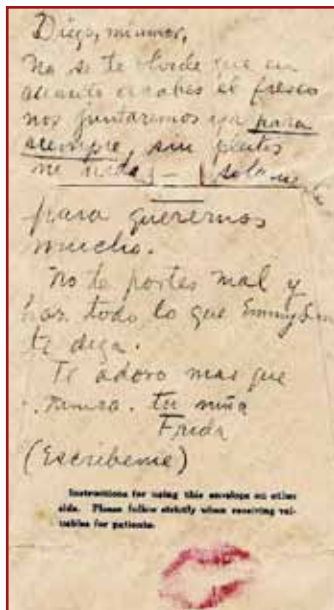 Diego, mi amor,
No se te olvide que en
cuanto acabes el fresco
nos juntaremos ya para
siempre, sin pleitos
ni nada, solamente
para querernos
mucho.
No te portes mal y
haz todo lo que Emmy Lou
te diga.
Te adoro mas que
nunca. Tu niña
Frida
(Escribeme)
Instructions for using this envelope on other
side. Please follow strictly when receiving val-
uables for patients.